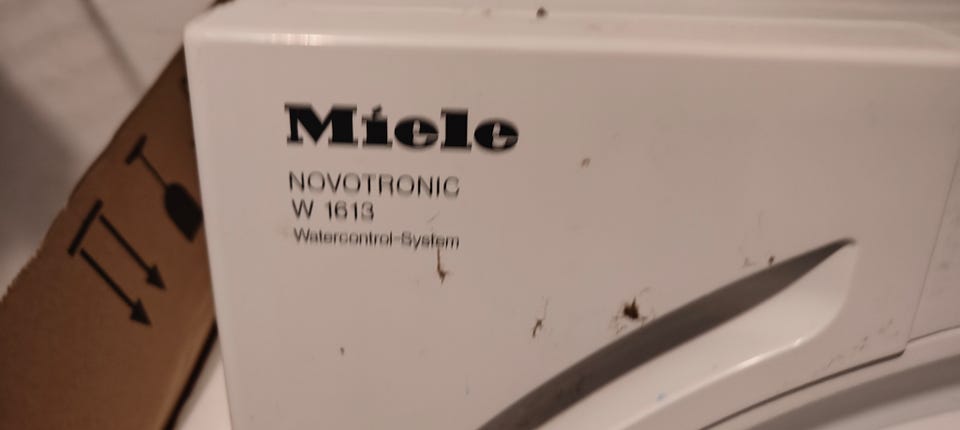 Miele
NOVOTRONIC
W 1613
Watercontrol-System